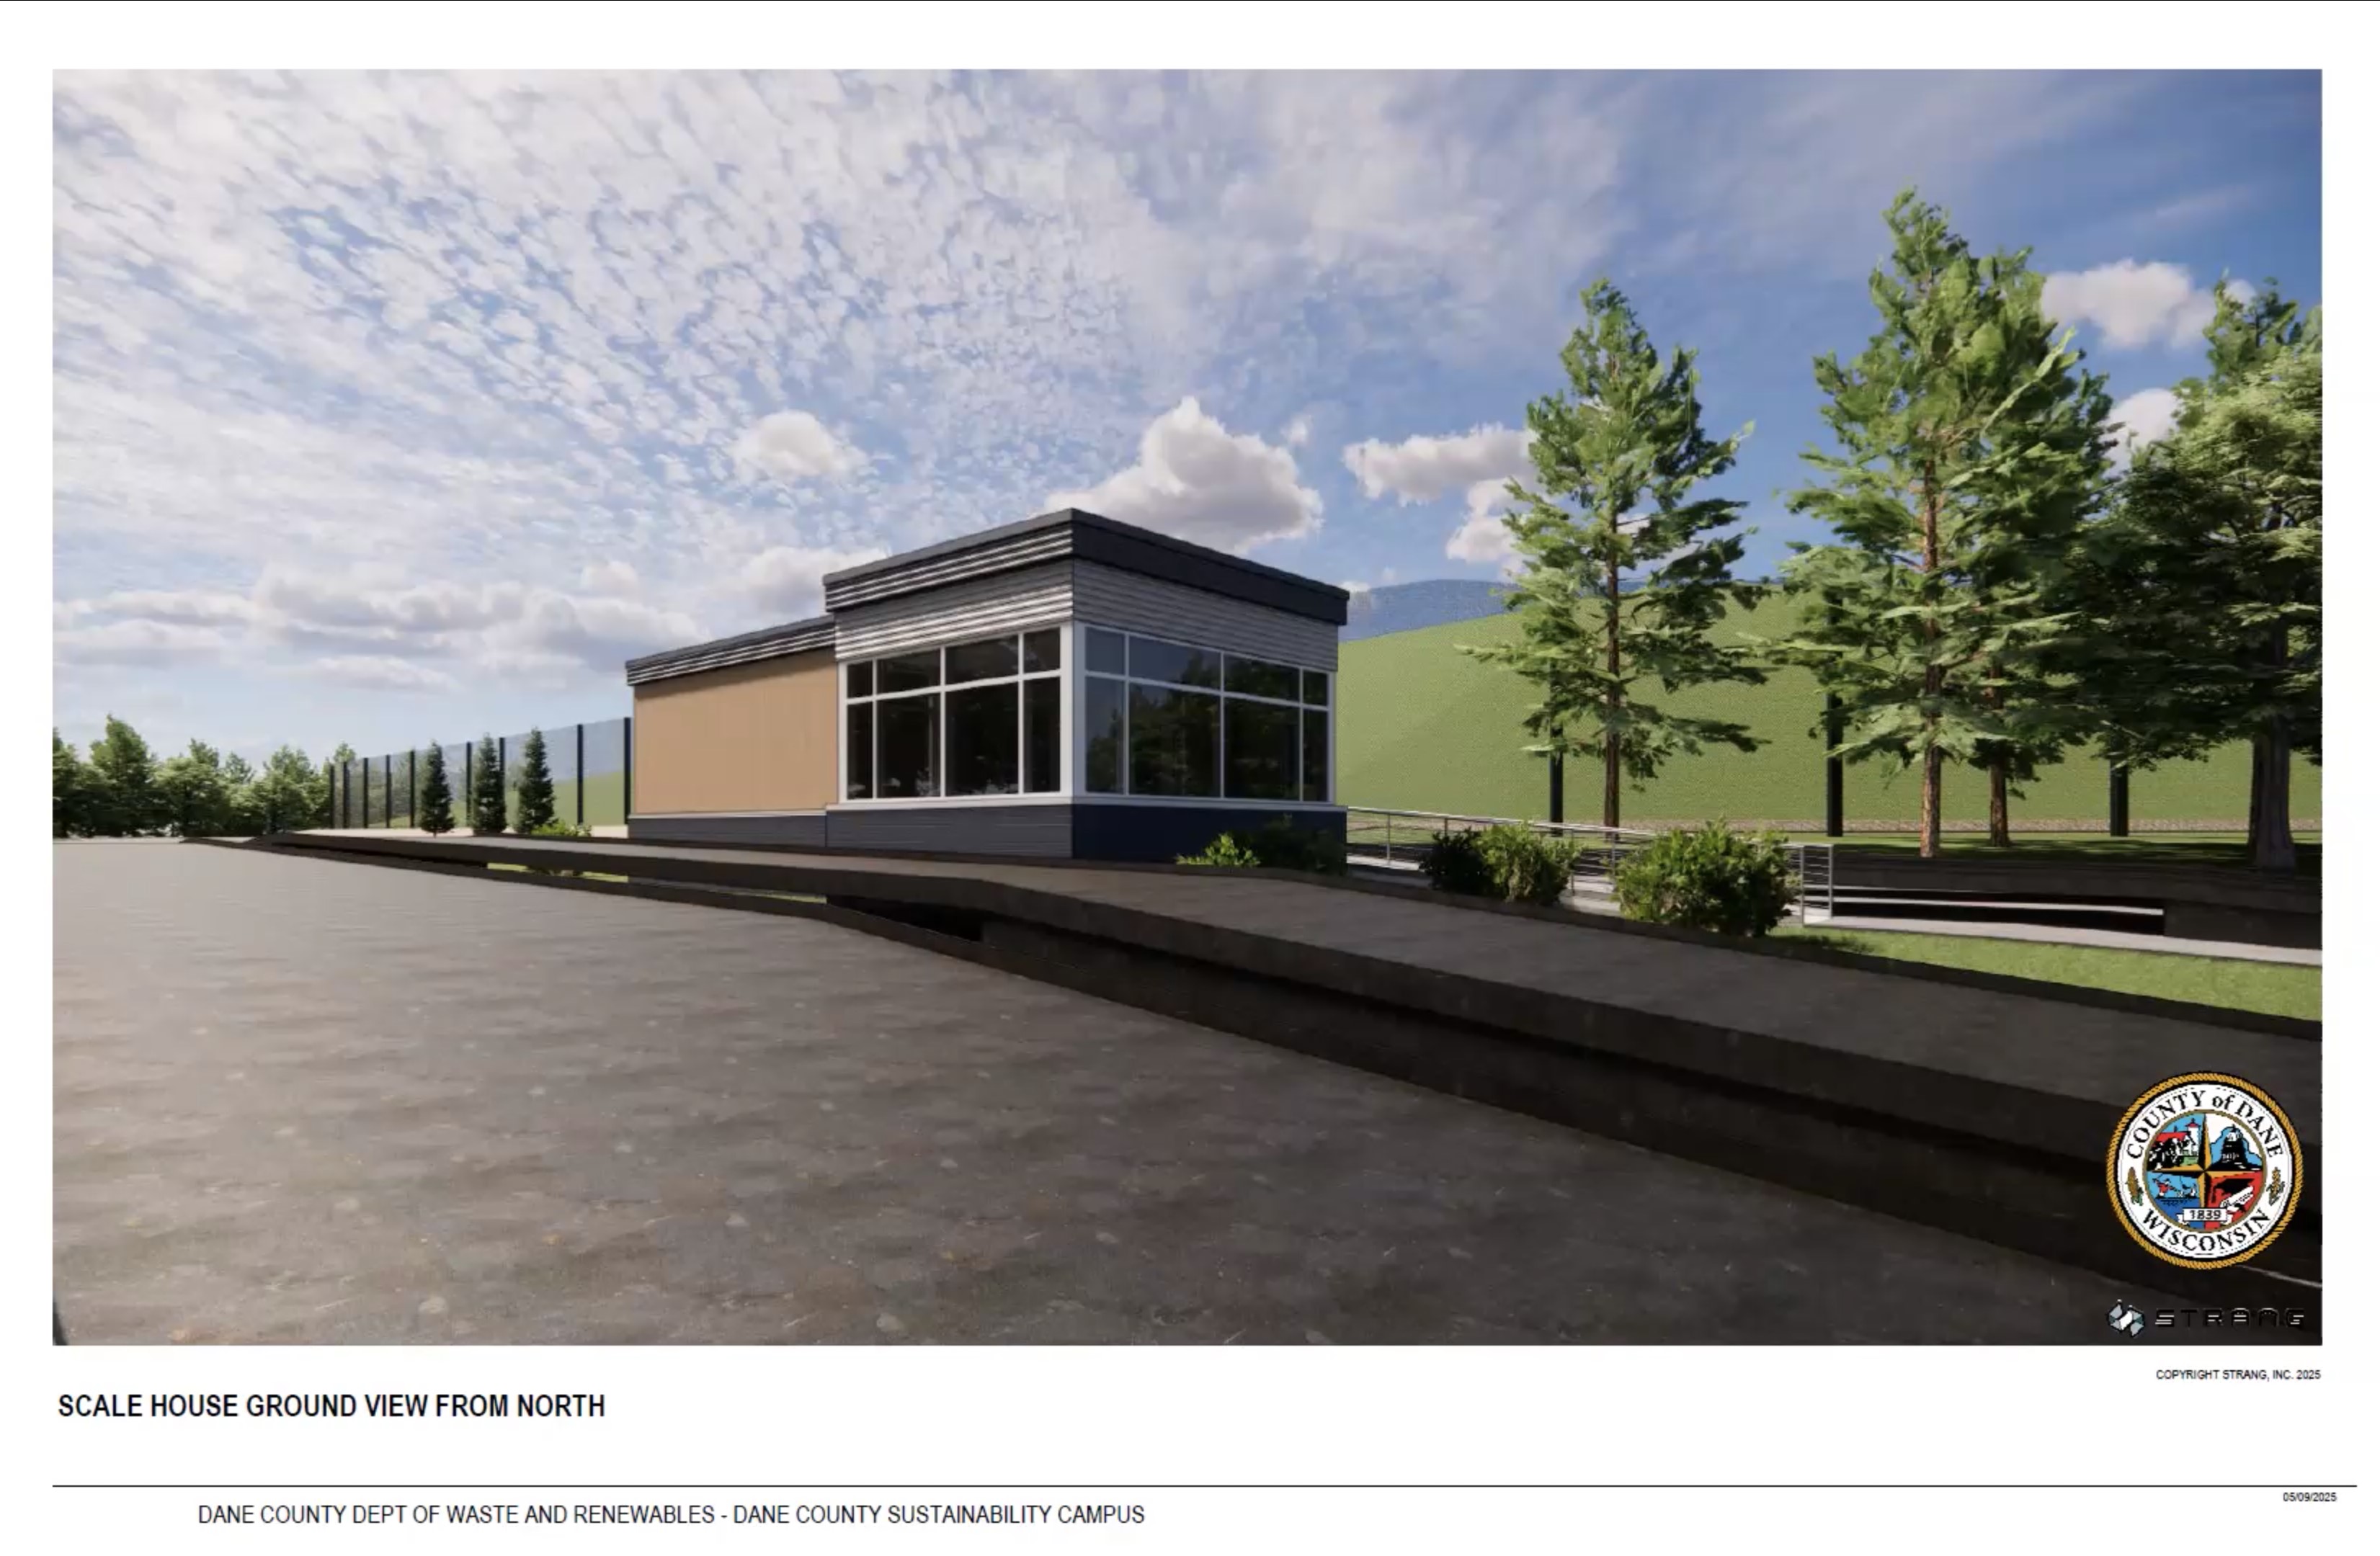 COUNTY of DANE
1839
WISCONSIN
STRANG
COPYRIGHT STRANG, INC. 2025
SCALE HOUSE GROUND VIEW FROM NORTH
05/09/2025
DANE COUNTY DEPT OF WASTE AND RENEWABLES - DANE COUNTY SUSTAINABILITY CAMPUS